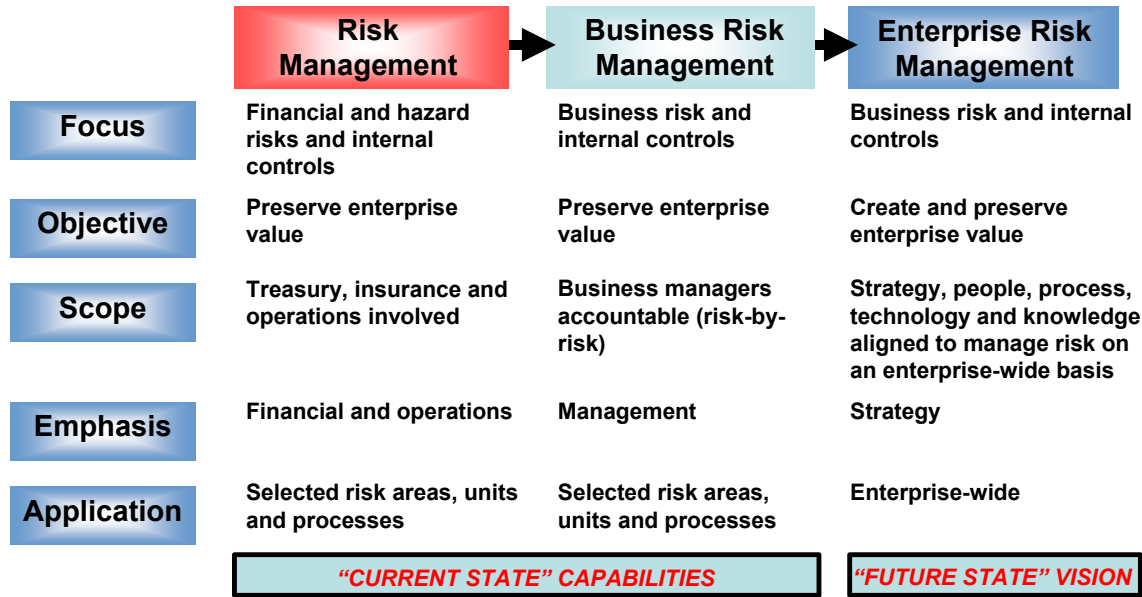 Risk
Management
Business Risk
Management
Enterprise Risk
Management
Focus
Financial and hazard
risks and internal
controls
Business risk and
internal controls
Business risk and internal
controls
Objective
Preserve enterprise
value
Preserve enterprise
value
Create and preserve
enterprise value
Scope
Treasury, insurance and
operations involved
Business managers
accountable (risk-by-
risk)
Strategy, people, process,
technology and knowledge
aligned to manage risk on
an enterprise-wide basis
Emphasis
Financial and operations
Management
Strategy
Application
Selected risk areas, units
and processes
Selected risk areas,
units and processes
Enterprise-wide
“CURRENT STATE” CAPABILITIES
“FUTURE STATE” VISION